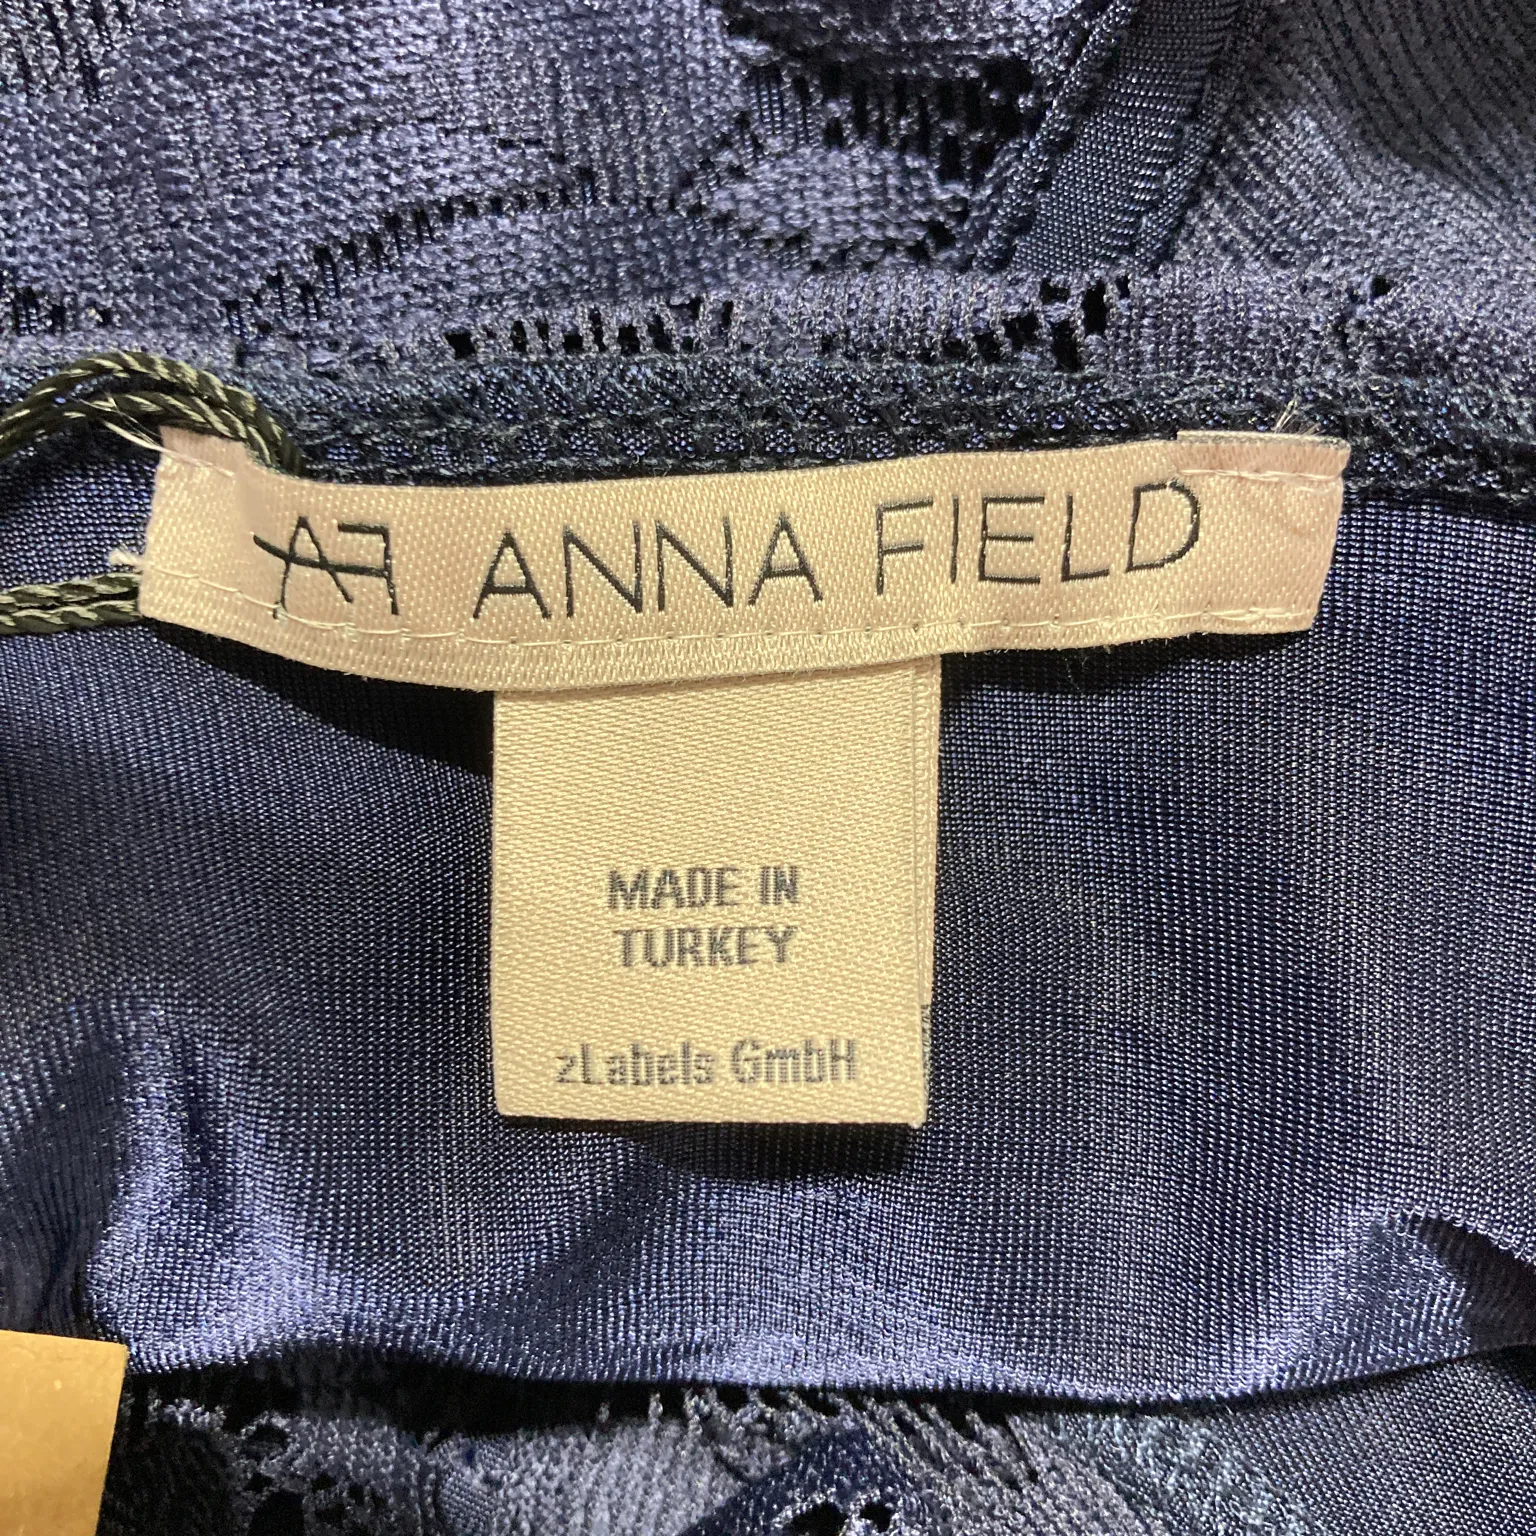 AF ANNA FIELD
MADE IN
TURKEY
zLabels GmbH